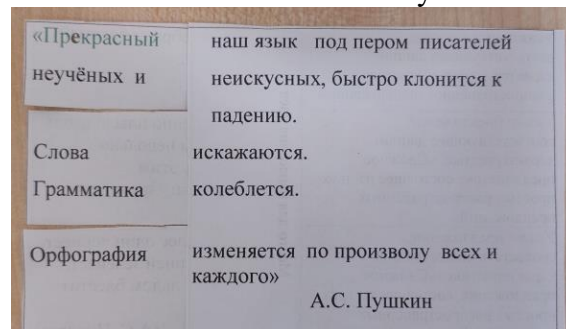 «Прекрасный наш язык под пером писателей
неучёных и неискусных, быстро клонится к
падению.
Слова искажаются.
Грамматика колеблется.
Орфография изменяется по произволу всех и
каждого»
А.С. Пушкин